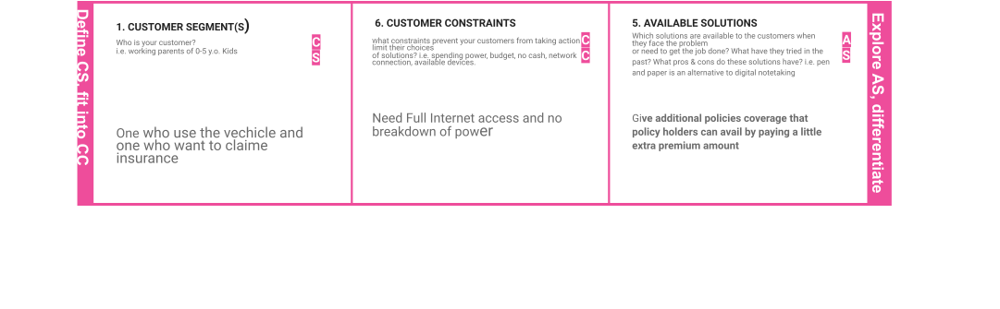 Define CS, fit into CC
1. CUSTOMER SEGMENT(S)
Who is your customer?
i.e. working parents of 0-5 y.o. Kids
C
S
One who use the vechicle and
one who want to claime
insurance
6. CUSTOMER CONSTRAINTS
what constraints prevent your customers from taking action
limit their choices
of solutions? i.e. spending power, budget, no cash, network
connection, available devices.
C
C
Need Full Internet access and no
breakdown of power
5. AVAILABLE SOLUTIONS
Which solutions are available to the customers when
they face the problem
or need to get the job done? What have they tried in the
past? What pros & cons do these solutions have? i.e. pen
and paper is an alternative to digital notetaking
A
S
Give additional policies coverage that
policy holders can avail by paying a little
extra premium amount
Explore AS, differentiate